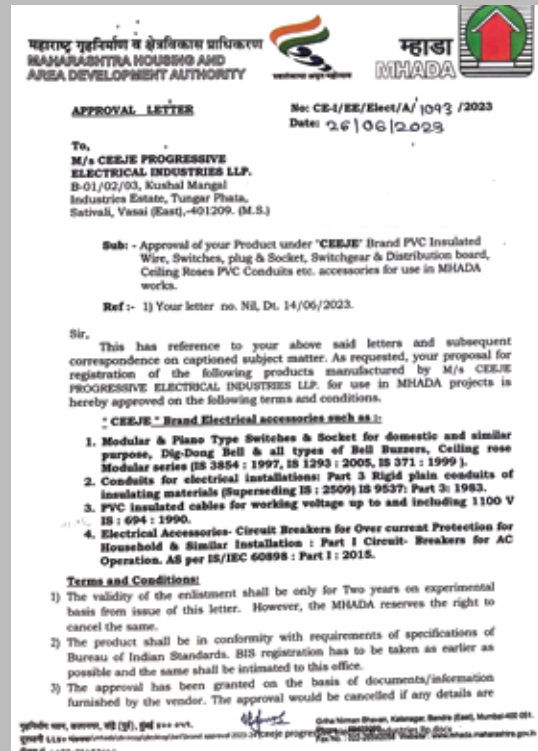 महाराष्ट्र गृहनिर्माण व क्षेत्रविकास प्राधिकरण
MAHARASHTRA HOUSING AND
AREA DEVELOPMENT AUTHORITY
म्हाडा
MHADA
APPROVAL LETTER
No: CE-I/EE/Elect/A/1093 /2023
Date: 26/06/2023
To,
M/s CEEJE PROGRESSIVE
ELECTRICAL INDUSTRIES LLP.
B-01/02/03, Kushal Mangal
Industries Estate, Tungar Phata,
Sativali, Vasai (East),-401209. (M.S.)
Sub: - Approval of your Product under "CEEJE" Brand PVC Insulated
Wire, Switches, plug & Socket, Switchgear & Distribution board,
Ceiling Roses PVC Conduits etc. accessories for use in MHADA
works.
Ref :- 1) Your letter no. Nil, Dt. 14/06/2023.
Sir,
This has reference to your above said letters and subsequent
correspondence on captioned subject matter. As requested, your proposal for
registration of the following products manufactured by M/s CEEJE
PROGRESSIVE ELECTRICAL INDUSTRIES LLP. for use in MHADA projects is
hereby approved on the following terms and conditions.
" CEEJE " Brand Electrical accessories such as :-
1. Modular & Piano Type Switches & Socket for domestic and similar
purpose, Dig-Dong Bell & all types of Bell Buzzers, Ceiling rose
Modular series (IS 3854 : 1997, IS 1293 : 2005, IS 371 : 1999 ).
2. Conduits for electrical installations: Part 3 Rigid plain conduits of
insulating materials (Superseding IS : 2509) IS 9537: Part 3: 1983.
3. PVC insulated cables for working voltage up to and including 1100 V
IS : 694 : 1990.
4. Electrical Accessories- Circuit Breakers for Over current Protection for
Household & Similar Installation : Part I Circuit- Breakers for AC
Operation. AS per IS/IEC 60898 : Part I : 2015.
Terms and Conditions:
1) The validity of the enlistment shall be only for Two years on experimental
basis from issue of this letter. However, the MHADA reserves the right to
cancel the same.
2) The product shall be in conformity with requirements of specifications of
Bureau of Indian Standards. BIS registration has to be taken as earlier as
possible and the same shall be intimated to this office.
3) The approval has been granted on the basis of documents/information
furnished by the vendor. The approval would be cancelled if any details are
Griha Nirman Bhavan, Kalanagar, Bandra (East), Mumbai-400 051.